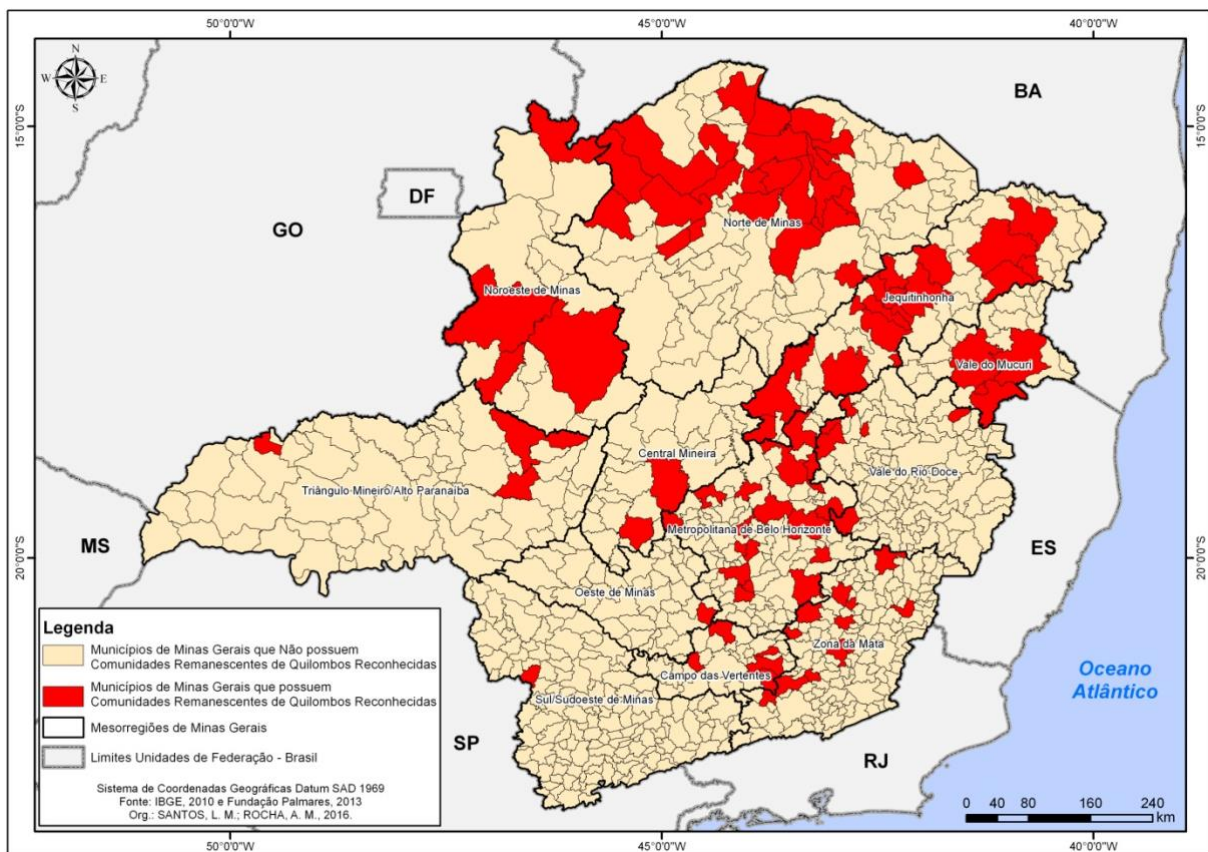 50°0'0"W
45°0'0"W
40°0'0"W
N
W
E
S
BA
15°0'0"S
15°0'0"S
DF
GO
Norte de Minas
Noroeste de Minas
Jequitinhonha
Vale do Mucuri
Central Mineira
Vale do Rio Doce
Triângulo Mineiro/Alto Paranaíba
Metropolitana de Belo Horizonte
MS
ES
20°0'0"S
20°0'0"S
Oeste de Minas
Zona da Mata
Campo das Vertentes
Sul/Sudoeste de Minas
Oceano
Atlântico
SP
RJ
Legenda
Municípios de Minas Gerais que Não possuem
Comunidades Remanescentes de Quilombos Reconhecidas
Municípios de Minas Gerais que possuem
Comunidades Remanescentes de Quilombos Reconhecidas
Mesorregiões de Minas Gerais
Limites Unidades de Federação - Brasil
Sistema de Coordenadas Geográficas Datum SAD 1969
Fonte: IBGE, 2010 e Fundação Palmares, 2013
Org.: SANTOS, L. M.; ROCHA, A. M., 2016.
0 40 80 160 240
km
50°0'0"W
45°0'0"W
40°0'0"W